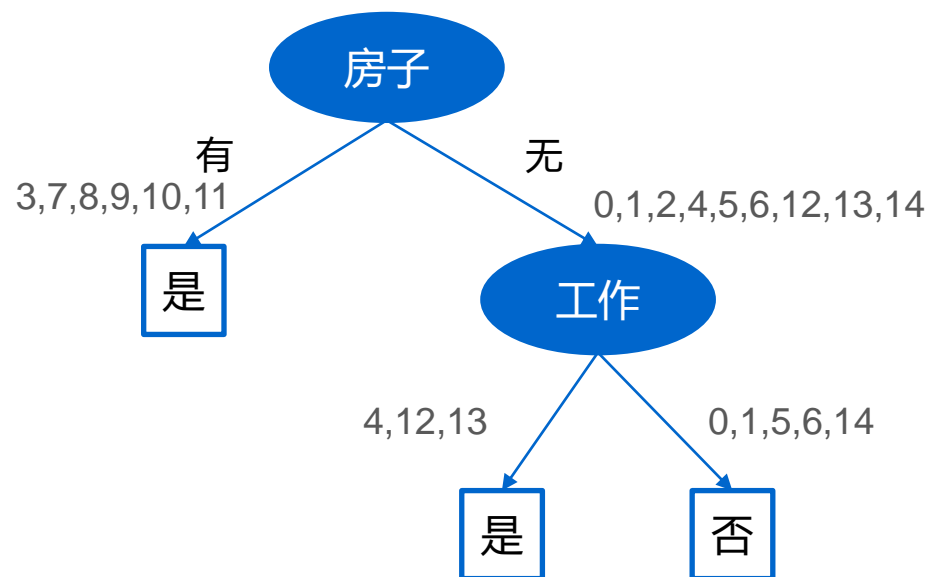 房子
有
无
3,7,8,9,10,11
0,1,2,4,5,6,12,13,14
是
工作
4,12,13
0,1,5,6,14
是
否